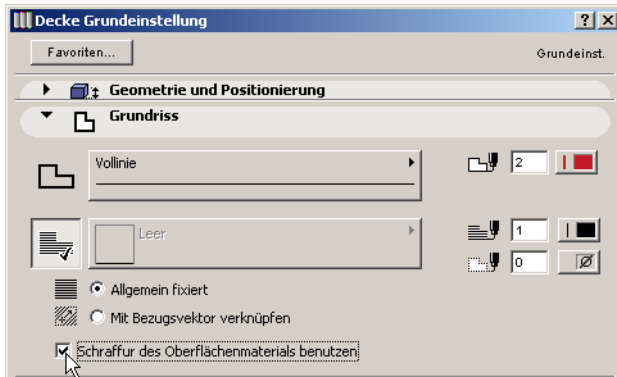 Decke Grundeinstellung
Favoriten...
Grundeinst.
Geometrie und Positionierung
Grundriss
Vollinie
2
Leer
1
0
Allgemein fixiert
Mit Bezugsvektor verknüpfen
Schraffur des Oberflächenmaterials benutzen